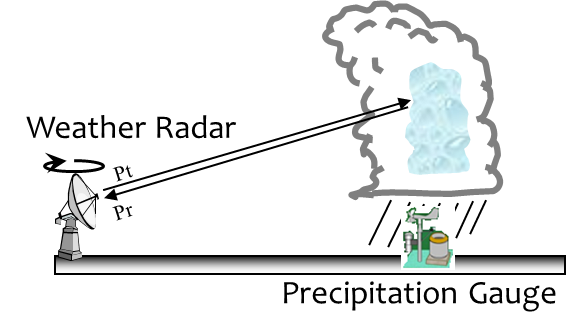 Weather Radar
Pt
Pr
Precipitation Gauge